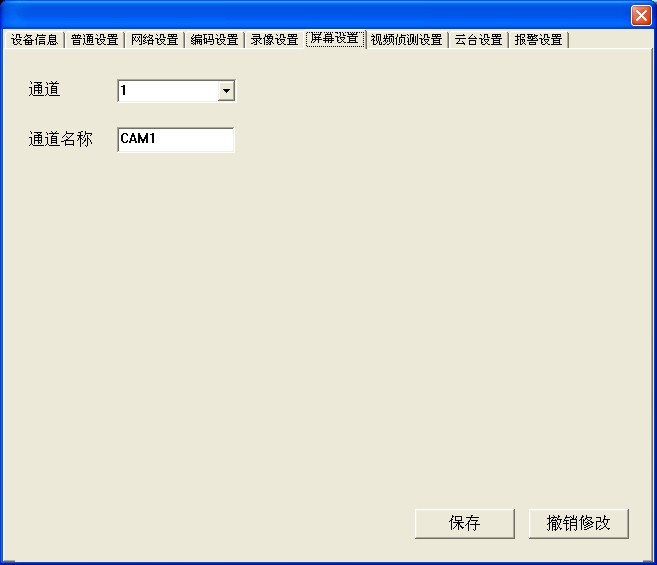 设备信息 普通设置 网络设置 编码设置 录像设置 屏幕设置 视频侦测设置 云台设置 报警设置
通道 1
通道名称 CAM1
保存 撤销修改